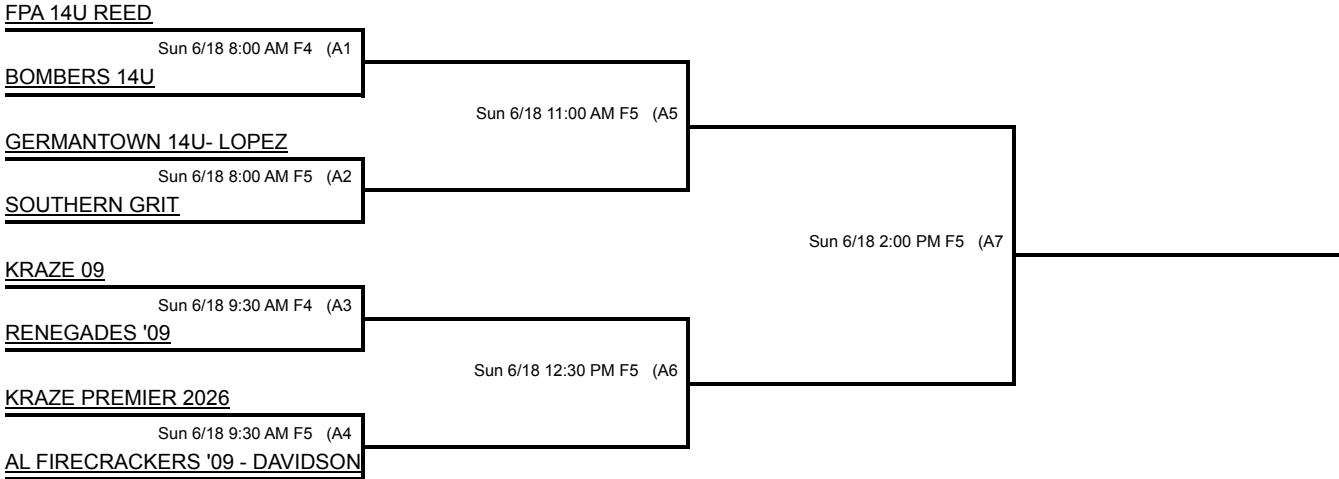 FPA 14U REED
Sun 6/18 8:00 AM F4 (A1
BOMBERS 14U
Sun 6/18 11:00 AM F5 (A5
GERMANTOWN 14U- LOPEZ
Sun 6/18 8:00 AM F5 (A2
SOUTHERN GRIT
Sun 6/18 2:00 PM F5 (A7
KRAZE 09
Sun 6/18 9:30 AM F4 (A3
RENEGADES '09
Sun 6/18 12:30 PM F5 (A6
KRAZE PREMIER 2026
Sun 6/18 9:30 AM F5 (A4
AL FIRECRACKERS '09 - DAVIDSON